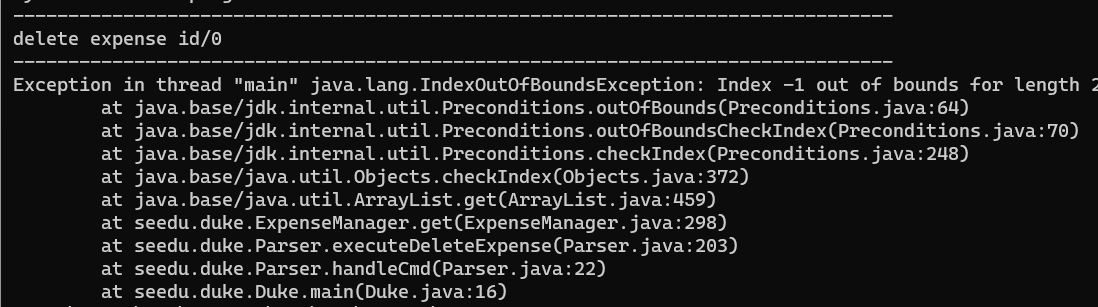 --------------------------------------------------------------------------------
delete expense id/0
--------------------------------------------------------------------------------
Exception in thread "main" java.lang.IndexOutOfBoundsException: Index -1 out of bounds for length 2
at java.base/jdk.internal.util.Preconditions.outOfBounds(Preconditions.java:64)
at java.base/jdk.internal.util.Preconditions.outOfBoundsCheckIndex(Preconditions.java:70)
at java.base/jdk.internal.util.Preconditions.checkIndex(Preconditions.java:248)
at java.base/java.util.Objects.checkIndex(Objects.java:372)
at java.base/java.util.ArrayList.get(ArrayList.java:459)
at seedu.duke.ExpenseManager.get(ExpenseManager.java:298)
at seedu.duke.Parser.executeDeleteExpense(Parser.java:203)
at seedu.duke.Parser.handleCmd(Parser.java:22)
at seedu.duke.Duke.main(Duke.java:16)